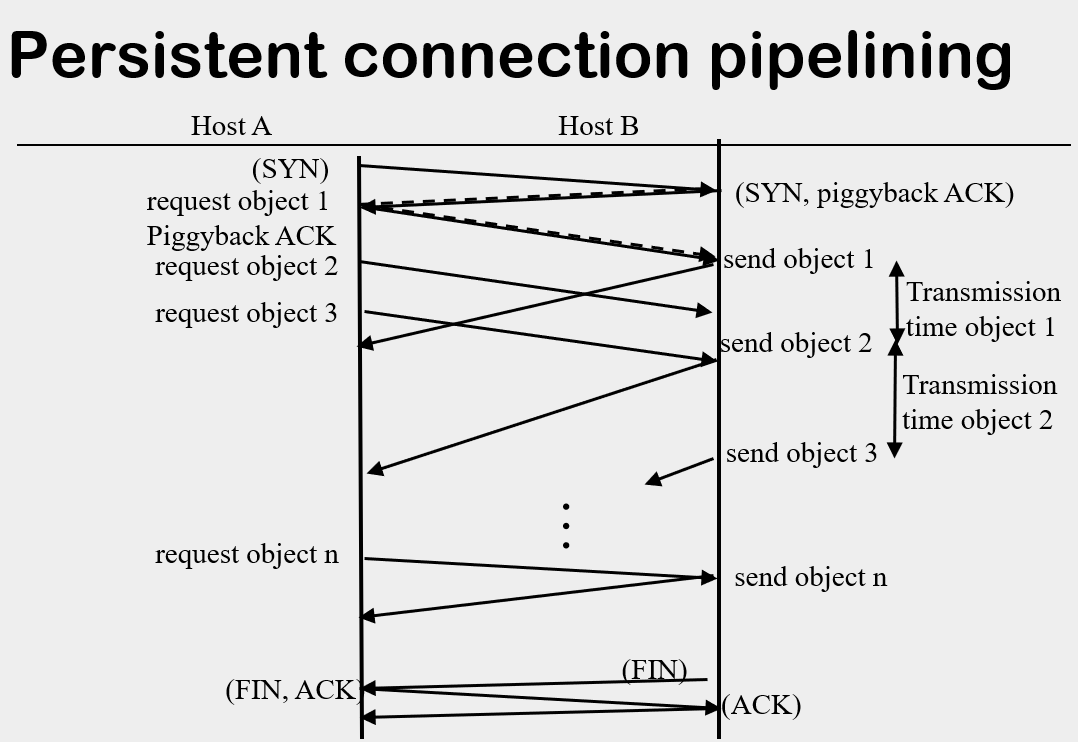 Persistent connection pipelining
Host A
Host B
(SYN)
(SYN, piggyback ACK)
request object 1
Piggyback ACK
request object 2
send object 1
Transmission
time object 1
request object 3
send object 2
Transmission
time object 2
send object 3
request object n
send object n
(FIN)
(FIN, ACK)
(ACK)